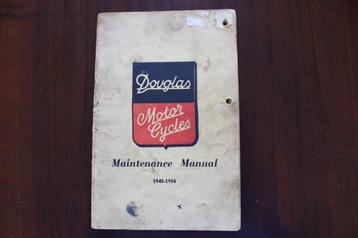 Douglas
Motor
Cycles
Maintenance Manual
1948-1954